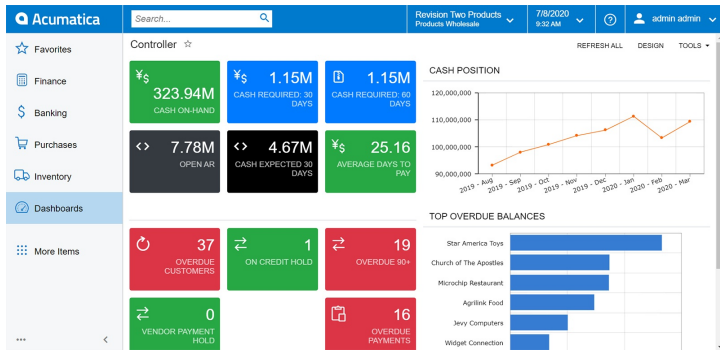 Acumatica
Search...
Revision Two Products
Products Wholesale
7/8/2020
9:32 AM
?
admin admin
Favorites
Finance
$ Banking
Purchases
Inventory
Dashboards
More Items
Controller
REFRESH ALL DESIGN TOOLS
¥$ 323.94M
CASH ON-HAND
¥$ 1.15M
CASH REQUIRED: 30
DAYS
1.15M
CASH REQUIRED: 60
DAYS
7.78M
OPEN AR
4.67M
CASH EXPECTED 30
DAYS
¥$ 25.16
AVERAGE DAYS TO
PAY
37
OVERDUE
CUSTOMERS
1
ON CREDIT HOLD
19
OVERDUE 90+
0
VENDOR PAYMENT
HOLD
16
OVERDUE
PAYMENTS
CASH POSITION
120,000,000
110,000,000
100,000,000
90,000,000
2019 - Aug
2019 - Sep
2019 - Oct
2019 - Nov
2019 - Dec
2020 - Jan
2020 - Feb
2020 - Mar
TOP OVERDUE BALANCES
Star America Toys
Church of The Apostles
Microchip Restaurant
Agrilink Food
Jevy Computers
Widget Connection